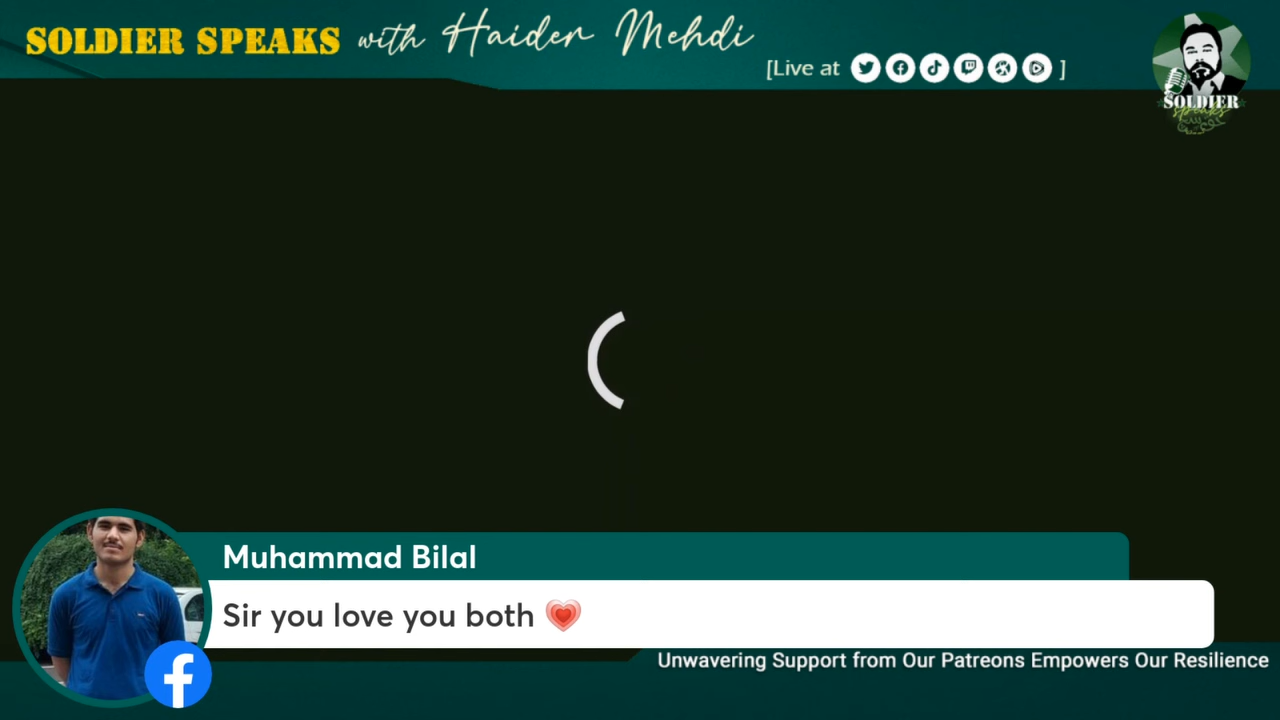 SOLDIER SPEAKS with Haider Mehdi
[Live at ]
SOLDIER
speaks
Muhammad Bilal
Sir you love you both 💗
Unwavering Support from Our Patreons Empowers Our Resilience